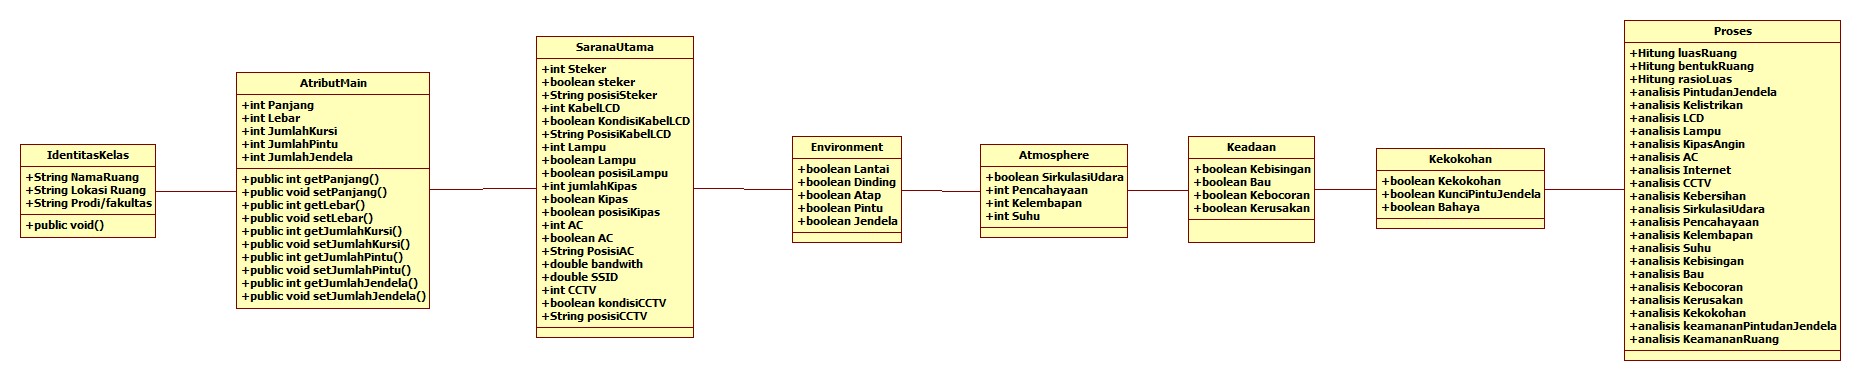 IdentitasKelas
+String NamaRuang
+String Lokasi Ruang
+String Prodi/fakultas
+public void()
AtributMain
+int Panjang
+int Lebar
+int JumlahKursi
+int JumlahPintu
+int JumlahJendela
+public int getPanjang()
+public void setPanjang()
+public int getLebar()
+public void setLebar()
+public int getJumlahKursi()
+public void setJumlahKursi()
+public int getJumlahPintu()
+public void setJumlahPintu()
+public int getJumlahJendela()
+public void setJumlahJendela()
SaranaUtama
+int Steker
+boolean steker
+String posisiSteker
+int KabelLCD
+boolean KondisiKabelLCD
+String PosisiKabelLCD
+int Lampu
+boolean Lampu
+boolean posisiLampu
+int jumlahKipas
+boolean Kipas
+boolean posisiKipas
+int AC
+boolean AC
+String PosisiAC
+double bandwith
+double SSID
+int CCTV
+boolean kondisiCCTV
+String posisiCCTV
Environment
+boolean Lantai
+boolean Dinding
+boolean Atap
+boolean Pintu
+boolean Jendela
Atmosphere
+boolean SirkulasiUdara
+int Pencahayaan
+int Kelembapan
+int Suhu
Keadaan
+boolean Kebisingan
+boolean Bau
+boolean Kebocoran
+boolean Kerusakan
Kekokohan
+boolean Kekokohan
+boolean KunciPintuJendela
+boolean Bahaya
Proses
+Hitung luasRuang
+Hitung bentukRuang
+Hitung rasioLuas
+analisis PintudanJendela
+analisis Kelistrikan
+analisis LCD
+analisis Lampu
+analisis KipasAngin
+analisis AC
+analisis Internet
+analisis CCTV
+analisis Kebersihan
+analisis SirkulasiUdara
+analisis Pencahayaan
+analisis Kelembapan
+analisis Suhu
+analisis Kebisingan
+analisis Bau
+analisis Kebocoran
+analisis Kerusakan
+analisis Kekokohan
+analisis keamananPintudanJendela
+analisis KeamananRuang